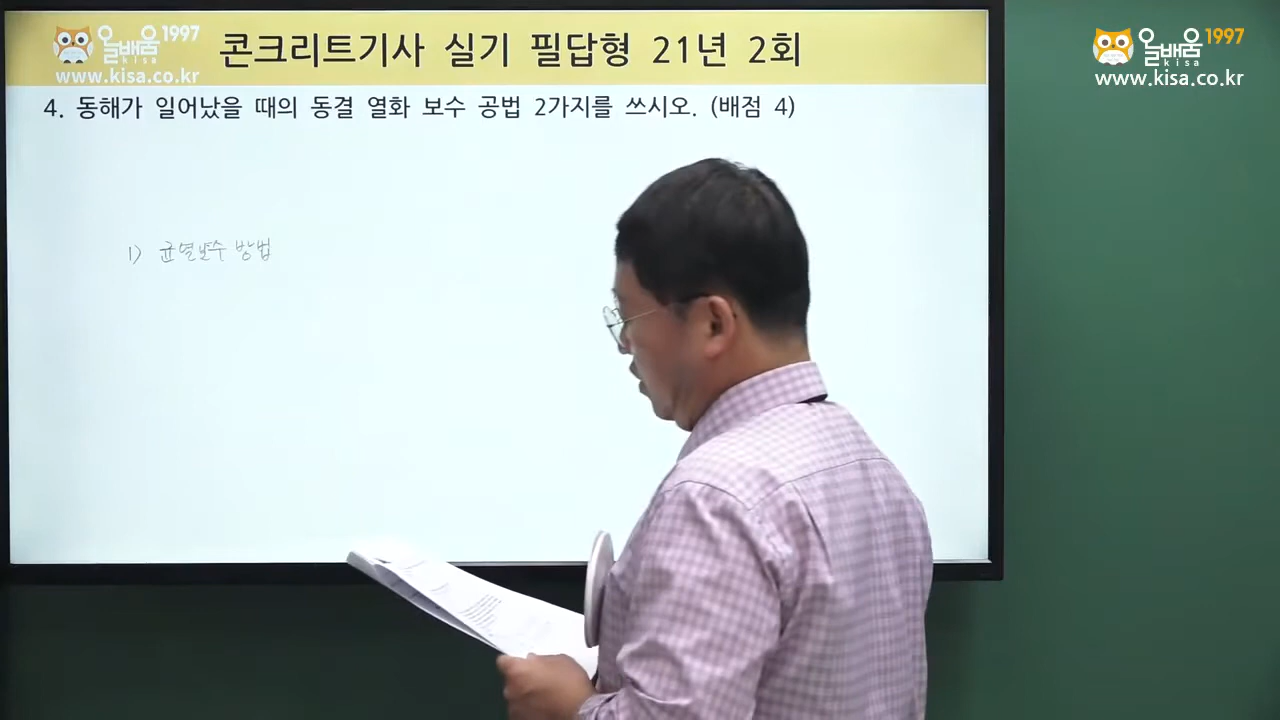 올배움 1997
kisa
www.kisa.co.kr
콘크리트기사 실기 필답형 21년 2회
올배움 1997
kisa
www.kisa.co.kr
4. 동해가 일어났을 때의 동결 열화 보수 공법 2가지를 쓰시오. (배점 4)
1) 균열보수 방법